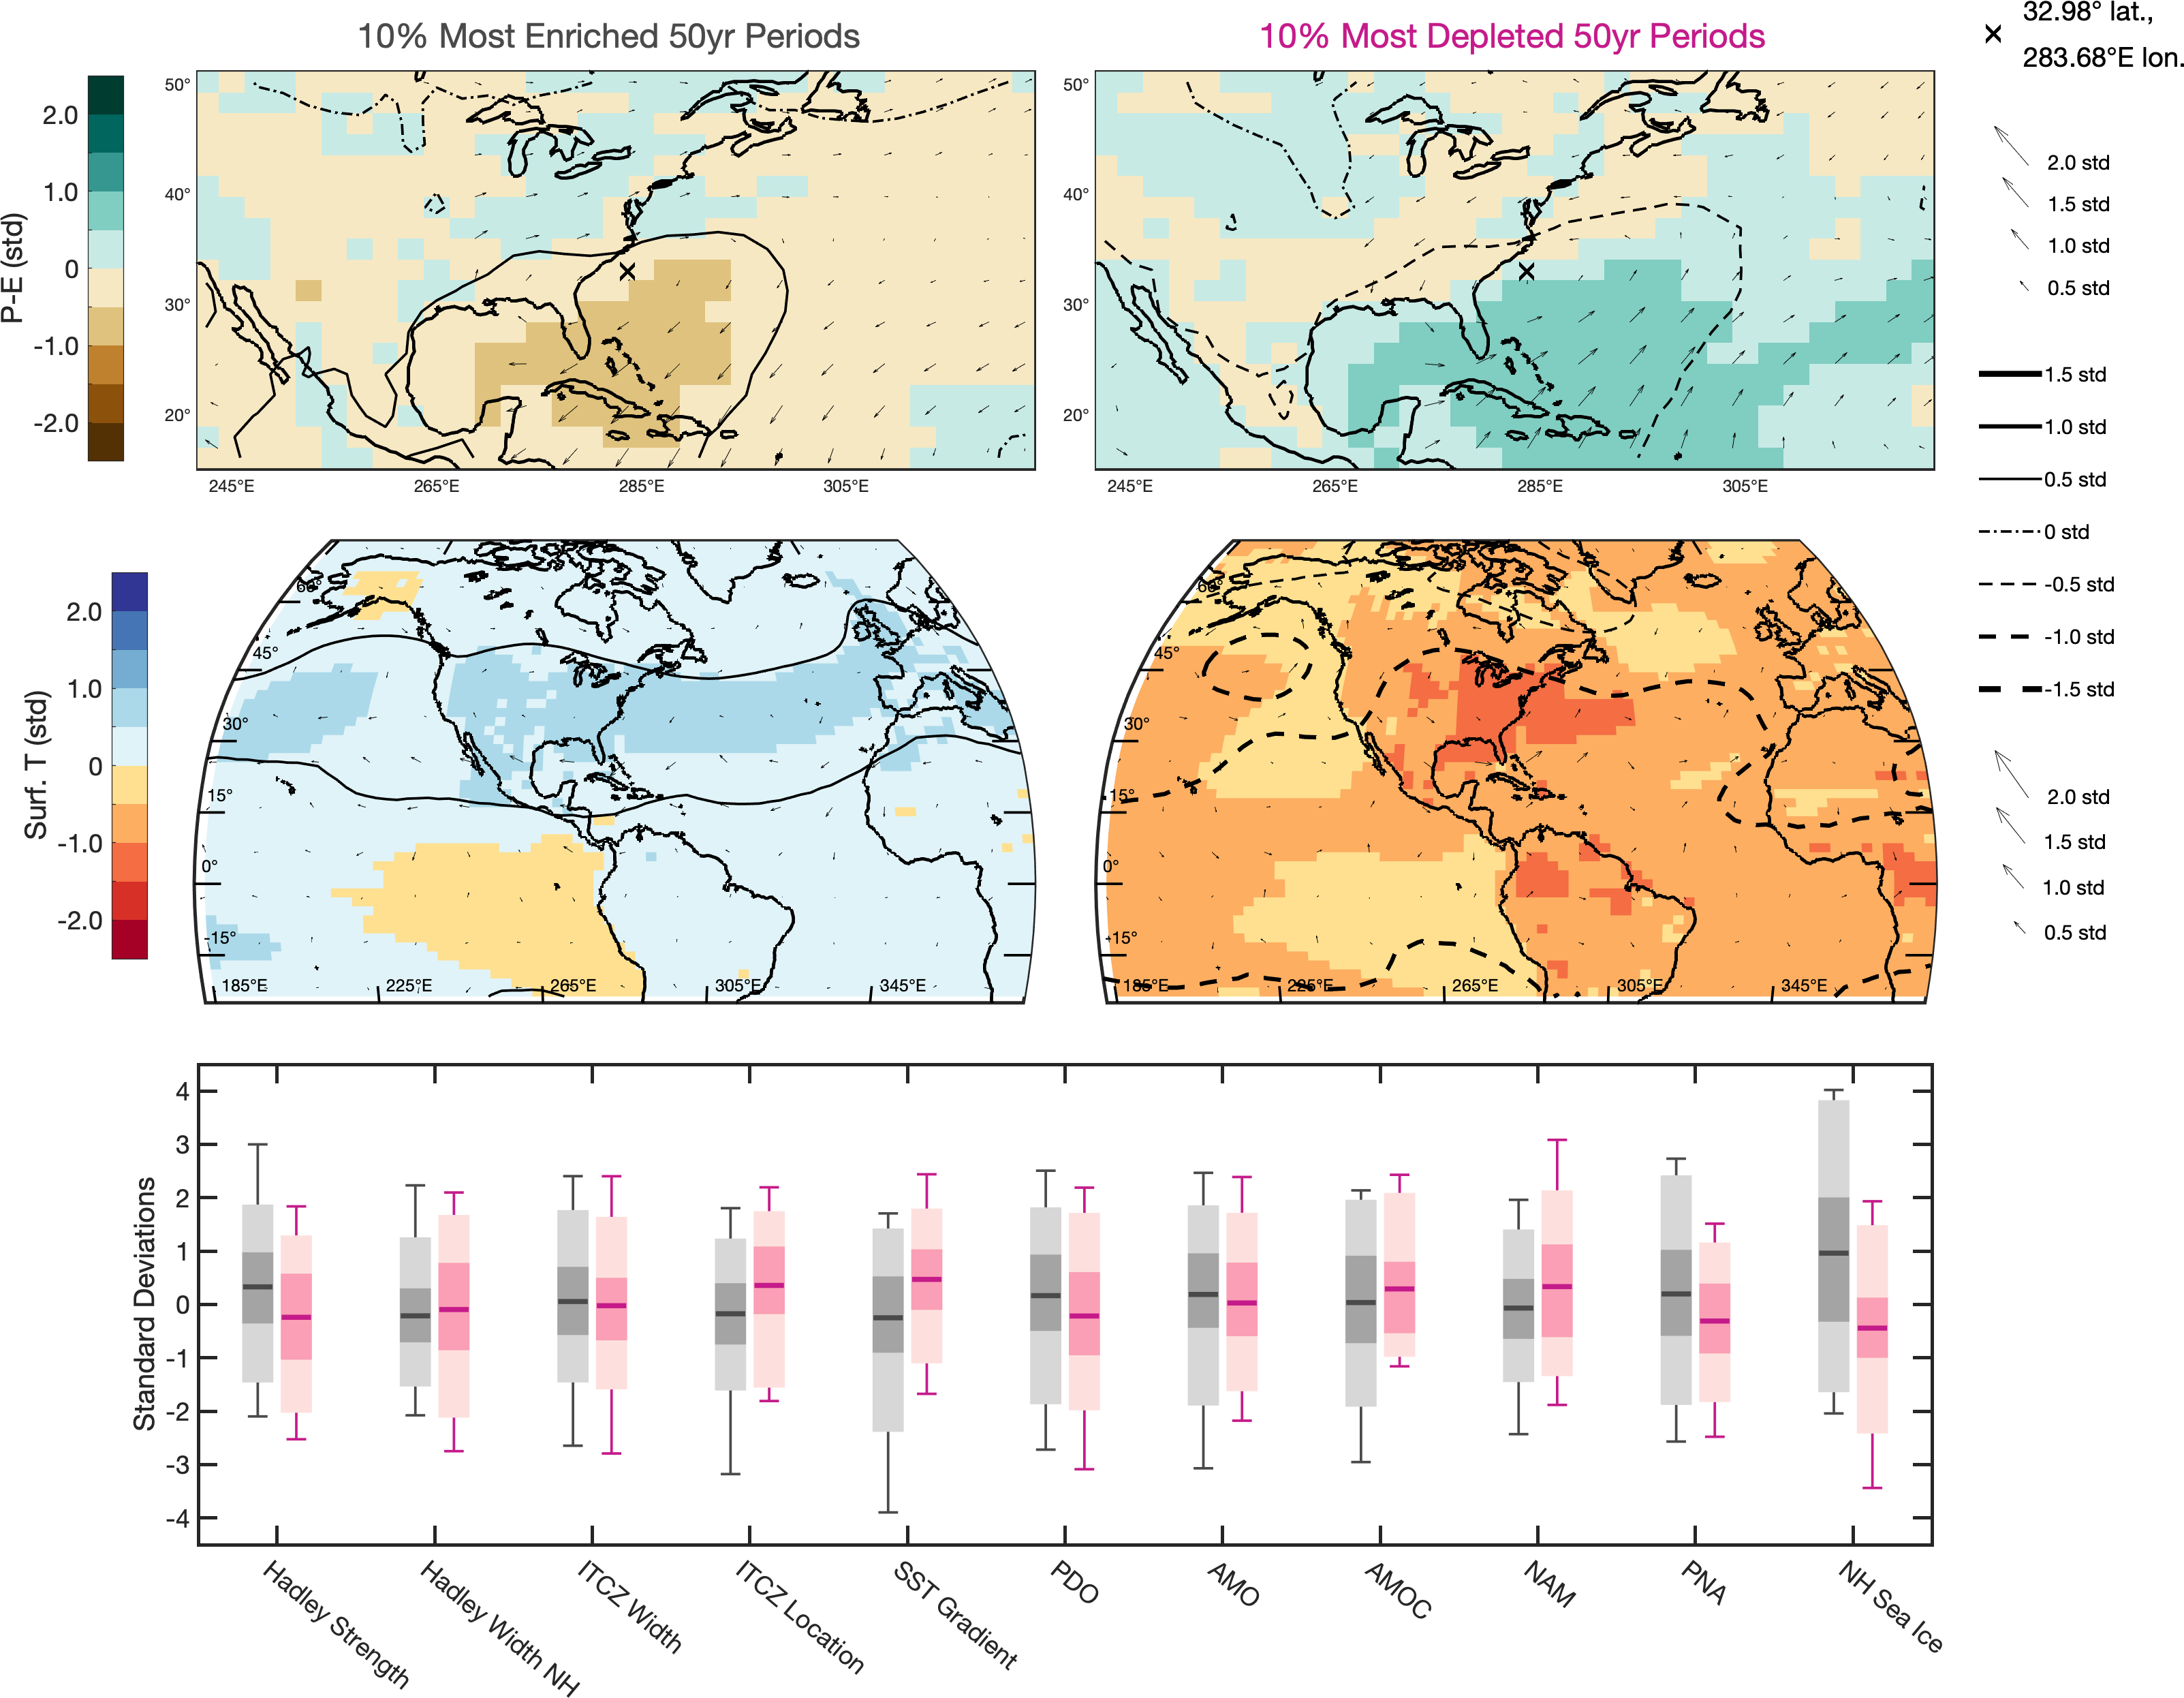 10% Most Enriched 50yr Periods
10% Most Depleted 50yr Periods
32.98° lat.,
283.68°E lon.
P-E (std)
2.0
1.0
0
-1.0
-2.0
50°
40°
30°
20°
245°E 265°E 285°E 305°E
50°
40°
30°
20°
245°E 265°E 285°E 305°E
2.0 std
1.5 std
1.0 std
0.5 std
1.5 std
1.0 std
0.5 std
0 std
-0.5 std
-1.0 std
-1.5 std
Surf. T (std)
2.0
1.0
0
-1.0
-2.0
60°
45°
30°
15°
0°
-15°
185°E 225°E 265°E 305°E 345°E
60°
45°
30°
15°
0°
-15°
185°E 225°E 265°E 305°E 345°E
2.0 std
1.5 std
1.0 std
0.5 std
Standard Deviations
4
3
2
1
0
-1
-2
-3
-4
Hadley Strength
Hadley Width NH
ITCZ Width
ITCZ Location
SST Gradient
PDO
AMO
AMOC
NAM
PNA
NH Sea Ice